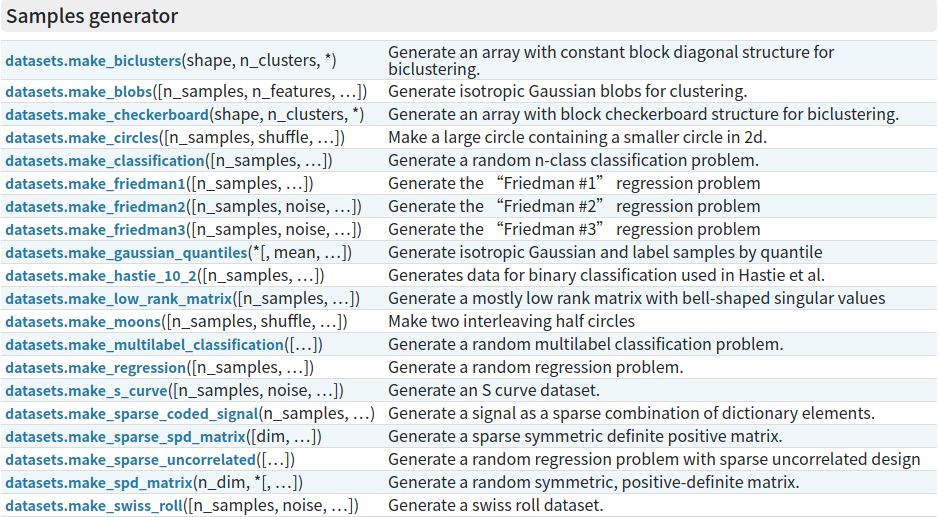 Samples generator
datasets.make_biclusters(shape, n_clusters, *) Generate an array with constant block diagonal structure for
biclustering.
datasets.make_blobs([n_samples, n_features, …]) Generate isotropic Gaussian blobs for clustering.
datasets.make_checkerboard(shape, n_clusters, *) Generate an array with block checkerboard structure for biclustering.
datasets.make_circles([n_samples, shuffle, …]) Make a large circle containing a smaller circle in 2d.
datasets.make_classification([n_samples, …]) Generate a random n-class classification problem.
datasets.make_friedman1([n_samples, …]) Generate the “Friedman #1” regression problem
datasets.make_friedman2([n_samples, noise, …]) Generate the “Friedman #2” regression problem
datasets.make_friedman3([n_samples, noise, …]) Generate the “Friedman #3” regression problem
datasets.make_gaussian_quantiles(*[, mean, …]) Generate isotropic Gaussian and label samples by quantile
datasets.make_hastie_10_2([n_samples, …]) Generates data for binary classification used in Hastie et al.
datasets.make_low_rank_matrix([n_samples, …]) Generate a mostly low rank matrix with bell-shaped singular values
datasets.make_moons([n_samples, shuffle, …]) Make two interleaving half circles
datasets.make_multilabel_classification([…]) Generate a random multilabel classification problem.
datasets.make_regression([n_samples, …]) Generate a random regression problem.
datasets.make_s_curve([n_samples, noise, …]) Generate an S curve dataset.
datasets.make_sparse_coded_signal(n_samples, …) Generate a signal as a sparse combination of dictionary elements.
datasets.make_sparse_spd_matrix([dim, …]) Generate a sparse symmetric definite positive matrix.
datasets.make_sparse_uncorrelated([…]) Generate a random regression problem with sparse uncorrelated design
datasets.make_spd_matrix(n_dim, *[, …]) Generate a random symmetric, positive-definite matrix.
datasets.make_swiss_roll([n_samples, noise, …]) Generate a swiss roll dataset.